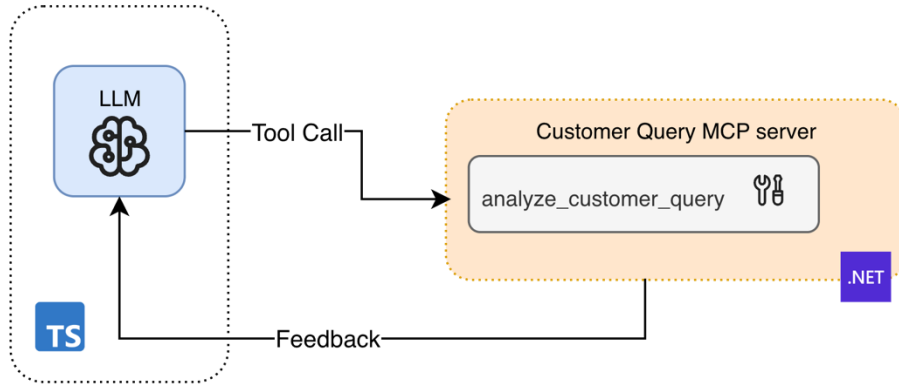 LLM
Tool Call
Customer Query MCP server
analyze_customer_query
.NET
TS
Feedback